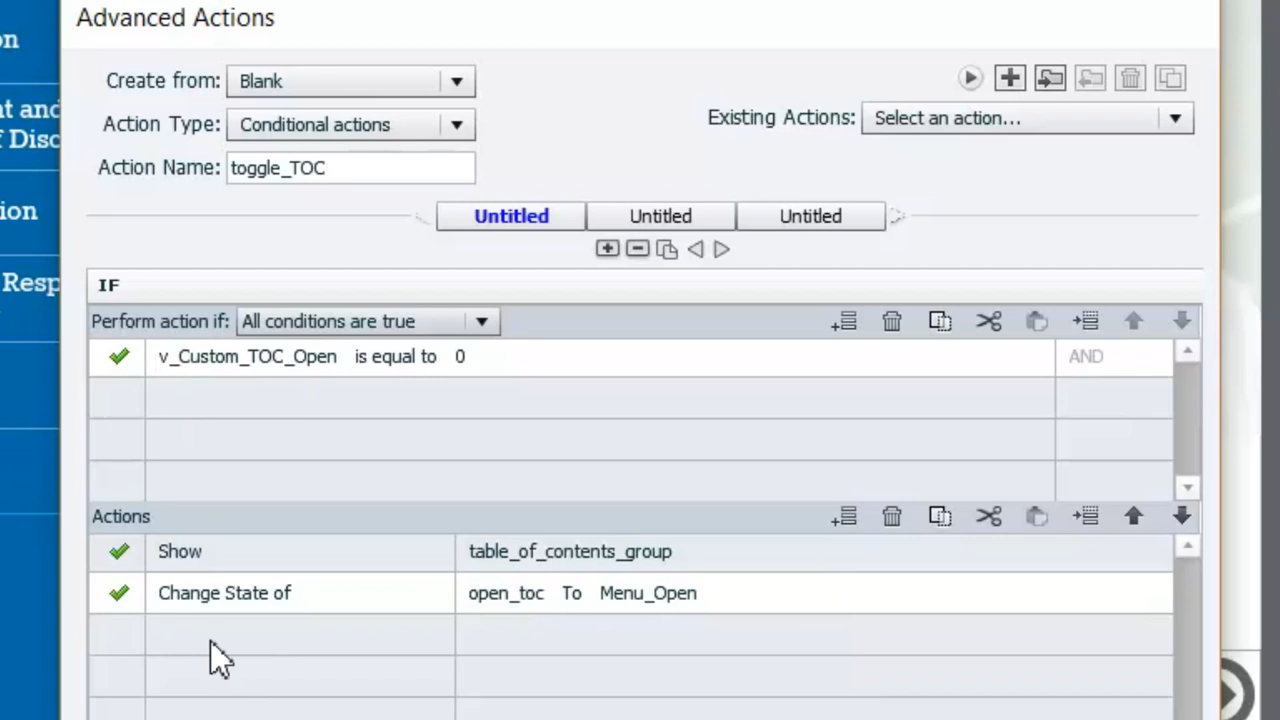 Advanced Actions
on
Create from: Blank
nt and
Action Type: Conditional actions
Existing Actions: Select an action...
f Disc
Action Name: toggle_TOC
ion
Untitled Untitled Untitled
Resp
IF
Perform action if: All conditions are true
v_Custom_TOC_Open is equal to 0 AND
Actions
Show table_of_contents_group
Change State of open_toc To Menu_Open